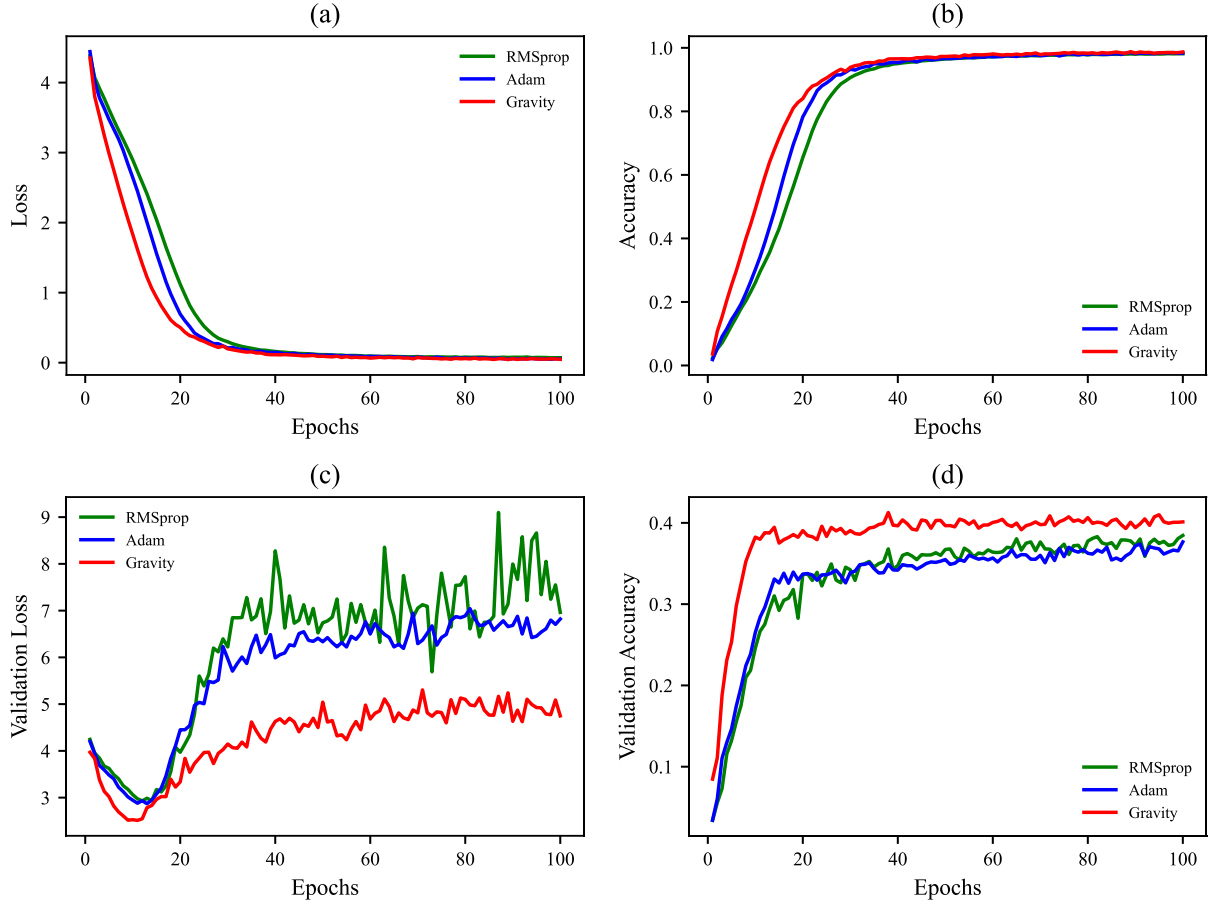 (a)
Loss
4
3
2
1
0
RMSprop
Adam
Gravity
0 20 40 60 80 100
Epochs
(b)
Accuracy
1.0
0.8
0.6
0.4
0.2
0.0
RMSprop
Adam
Gravity
0 20 40 60 80 100
Epochs
(c)
Validation Loss
9
8
7
6
5
4
3
RMSprop
Adam
Gravity
0 20 40 60 80 100
Epochs
(d)
Validation Accuracy
0.4
0.3
0.2
0.1
RMSprop
Adam
Gravity
0 20 40 60 80 100
Epochs